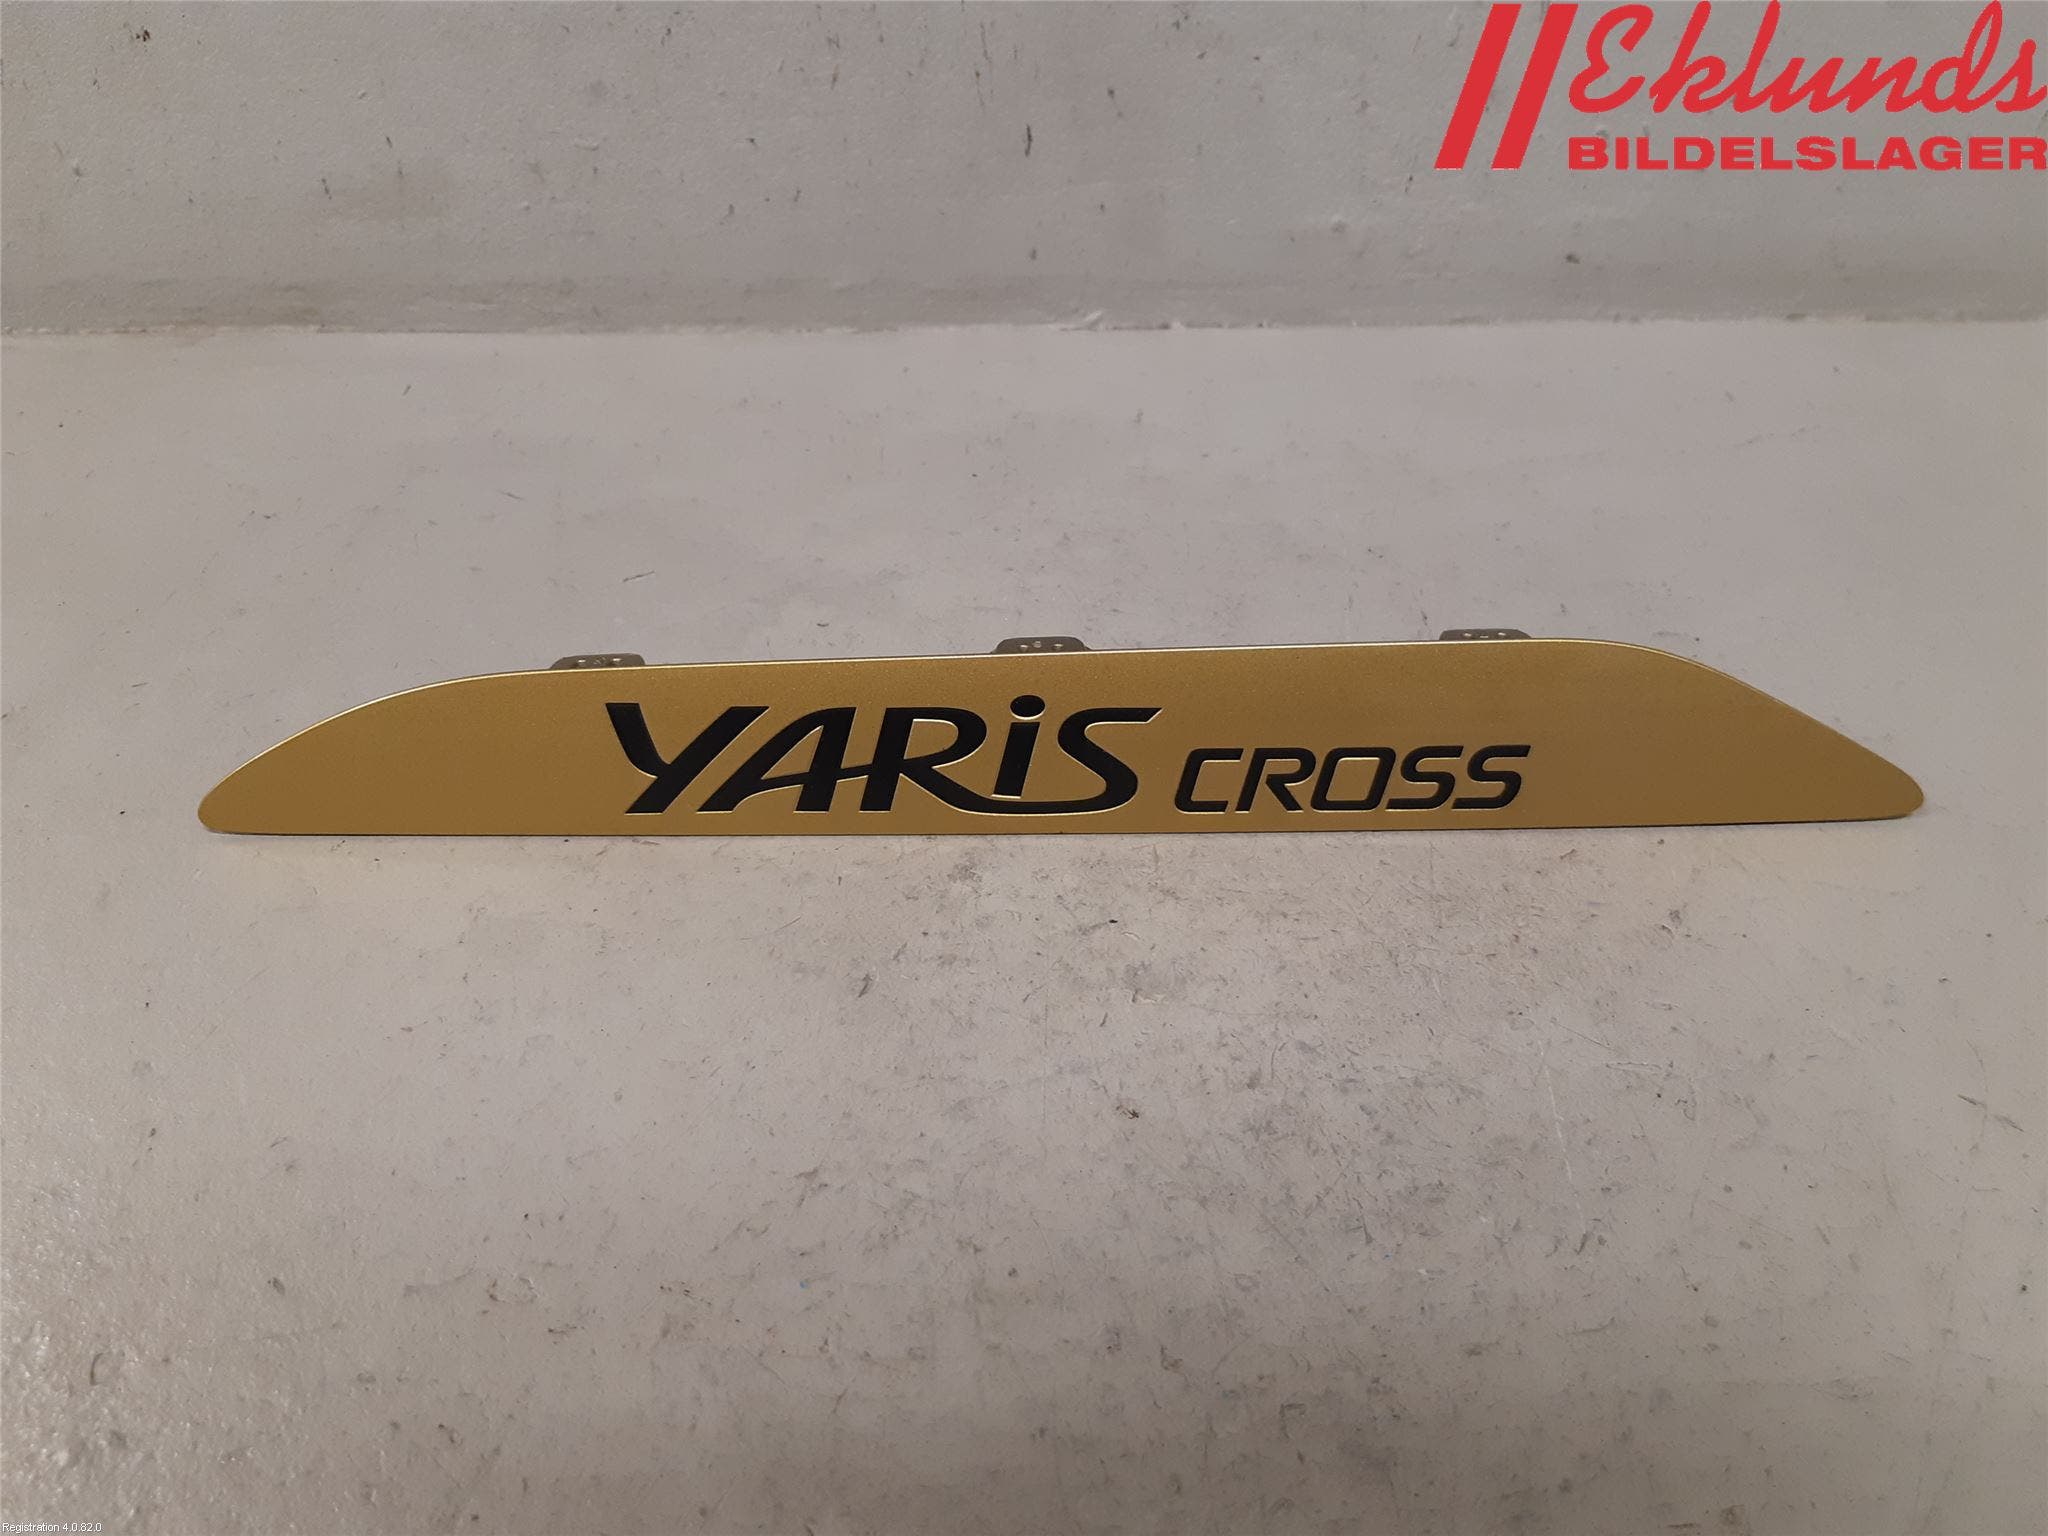 Eklunds
BILDELSLAGER
YARiS CROSS
Registration 4.0.82.0